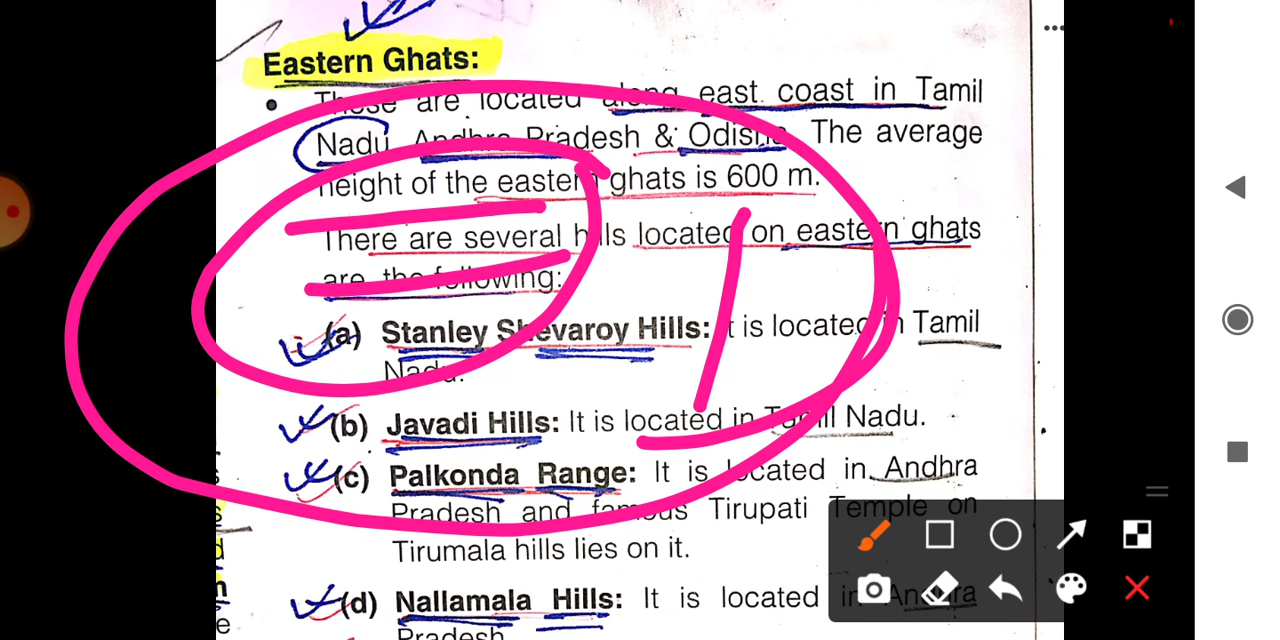 Eastern Ghats:
• These are located along east coast in Tamil
Nadu Andhra Pradesh & Odisha. The average
height of the eastern ghats is 600 m.
There are several hills located on eastern ghats
are the following:
(a) Stanley Shevaroy Hills: It is located in Tamil
Nadu.
(b) Javadi Hills: It is located in Tamil Nadu.
(c) Palkonda Range: It is located in Andhra
Pradesh and famous Tirupati Temple on
Tirumala hills lies on it.
(d) Nallamala Hills: It is located in Andhra
Pradesh